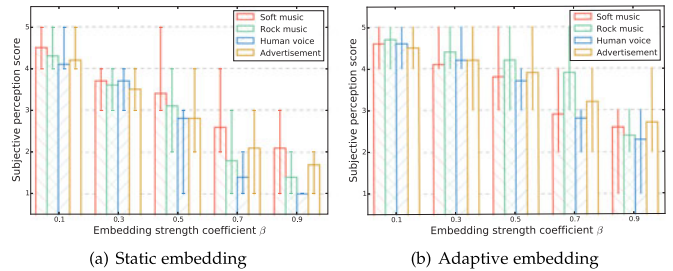 5
4
3
2
1
Subjective perception score
Soft music
Rock music
Human voice
Advertisement
0.1 0.3 0.5 0.7 0.9
Embedding strength coefficient β
(a) Static embedding
5
4
3
2
1
Subjective perception score
Soft music
Rock music
Human voice
Advertisement
0.1 0.3 0.5 0.7 0.9
Embedding strength coefficient β
(b) Adaptive embedding